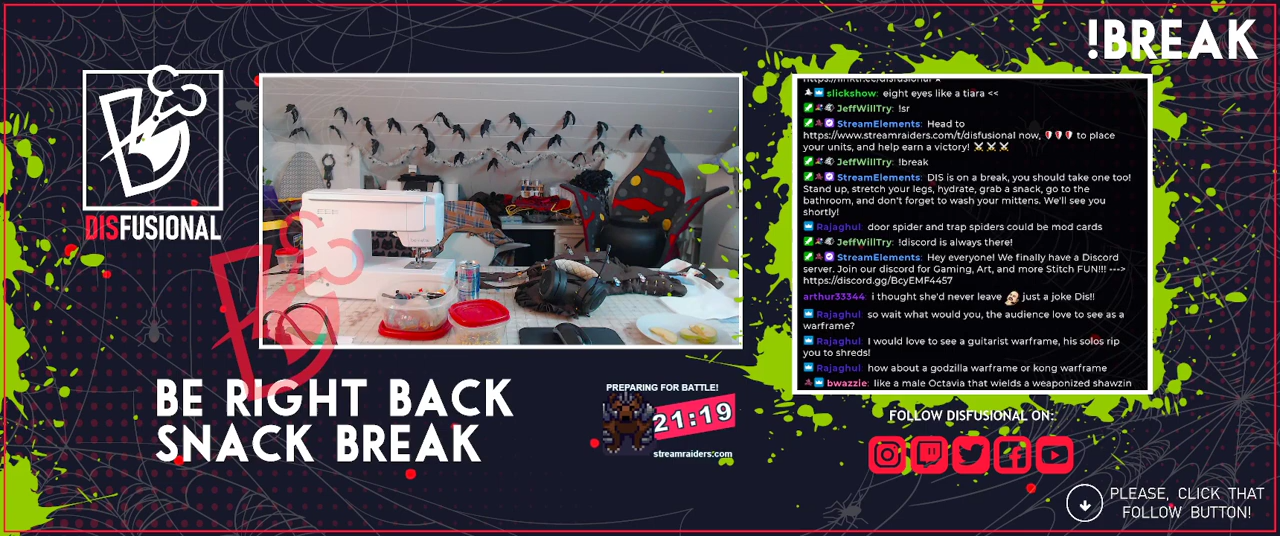 !BREAK
DISFUSIONAL
slickshow: eight eyes like a tiara <<
JeffWillTry: !sr
StreamElements: Head to
https://www.streamraiders.com/t/disfusional now, to place
your units, and help earn a victory!
JeffWillTry: !break
StreamElements: DIS is on a break, you should take one too!
Stand up, stretch your legs, hydrate, grab a snack, go to the
bathroom, and don't forget to wash your mittens. We'll see you
shortly!
Rajaghul: door spider and trap spiders could be mod cards
JeffWillTry: !discord is always there!
StreamElements: Hey everyone! We finally have a Discord
server. Join our discord for Gaming, Art, and more Stitch FUN!!! --->
https://discord.gg/BcyEMF4457
arthur33344: i thought she'd never leave just a joke Dis!!
Rajaghul: so wait what would you, the audience love to see as a
warframe?
Rajaghul: I would love to see a guitarist warframe, his solos rip
you to shreds!
Rajaghul: how about a godzilla warframe or kong warframe
bwazzie: like a male Octavia that wields a weaponized shawzin
BE RIGHT BACK
SNACK BREAK
PREPARING FOR BATTLE!
21:19
streamraiders.com
FOLLOW DISFUSIONAL ON:
PLEASE, CLICK THAT
FOLLOW BUTTON!